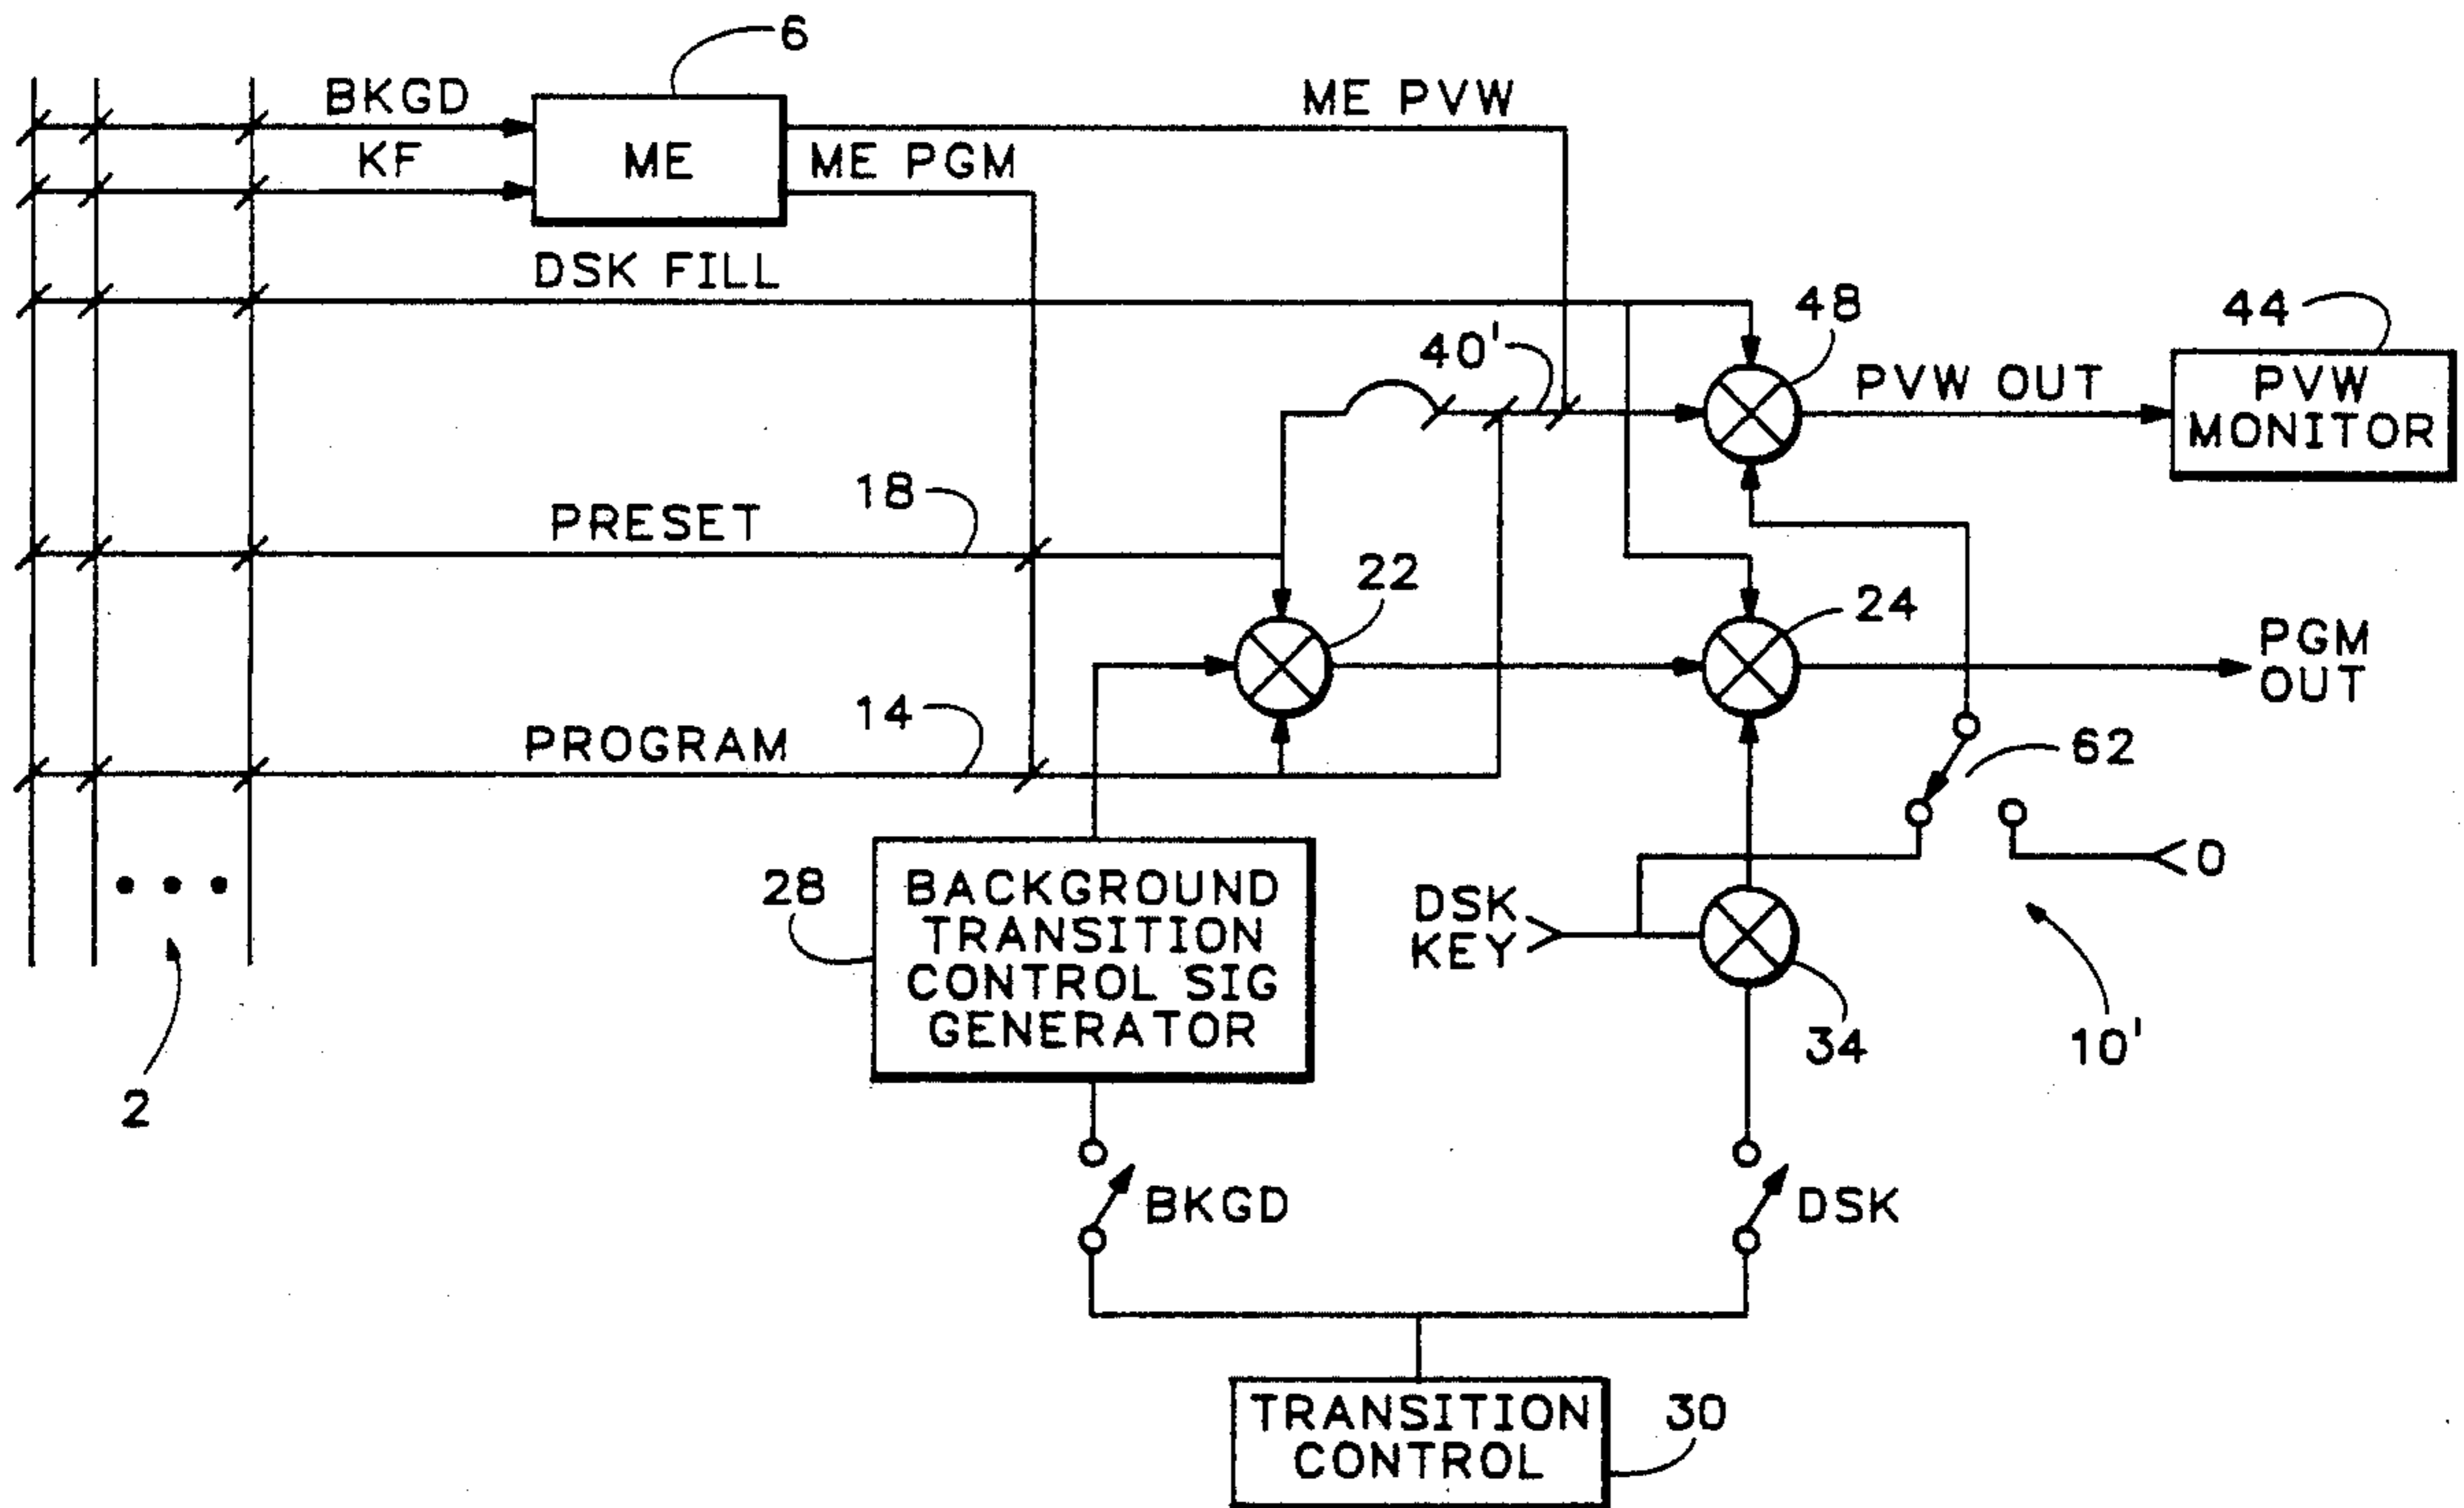 6
BKGD
ME PVW
KF
ME
ME PGM
DSK FILL
48
44
40'
PVW OUT
PVW
MONITOR
18
PRESET
22
24
PGM
OUT
14
PROGRAM
62
0
28
BACKGROUND
TRANSITION
CONTROL SIG
GENERATOR
DSK
KEY
34
10'
2
BKGD
DSK
TRANSITION
CONTROL
30